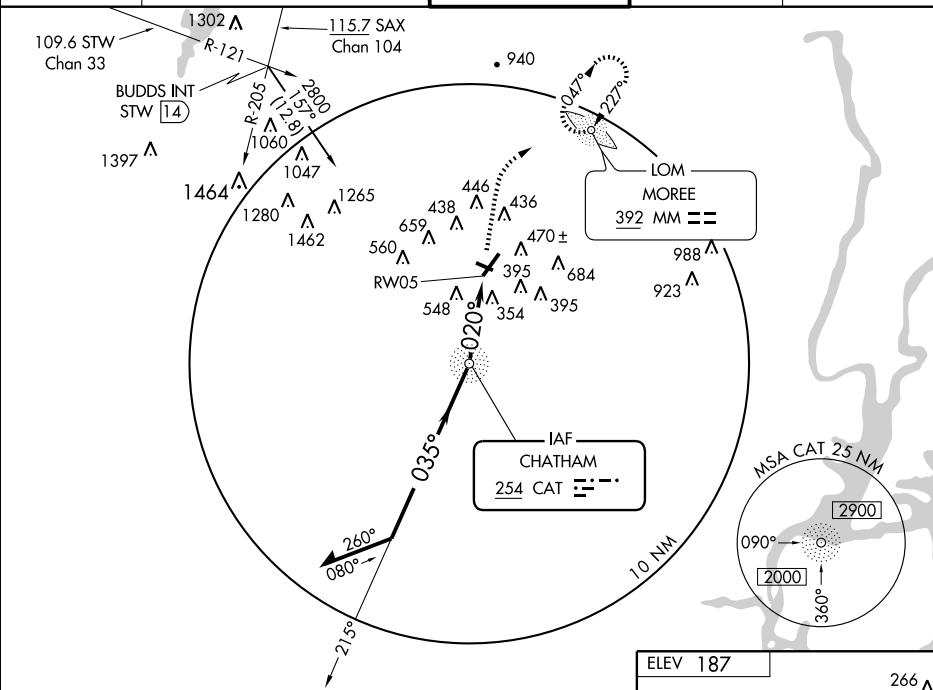 1302
109.6 STW
Chan 33
R-121
115.7 SAX
Chan 104
940
BUDDS INT
STW 14
R-205
2800
157°
(12.8)
047°
227°
1397
1060
1047
1464
1280
1265
1462
LOM
MOREE
392 MM
446
438
436
659
560
470 ±
RW05
395
684
988
923
548
354
395
020°
IAF
CHATHAM
254 CAT
035°
MSA CAT 25 NM
2900
090°
2000
360°
260°
080°
10 NM
215°
ELEV 187
266